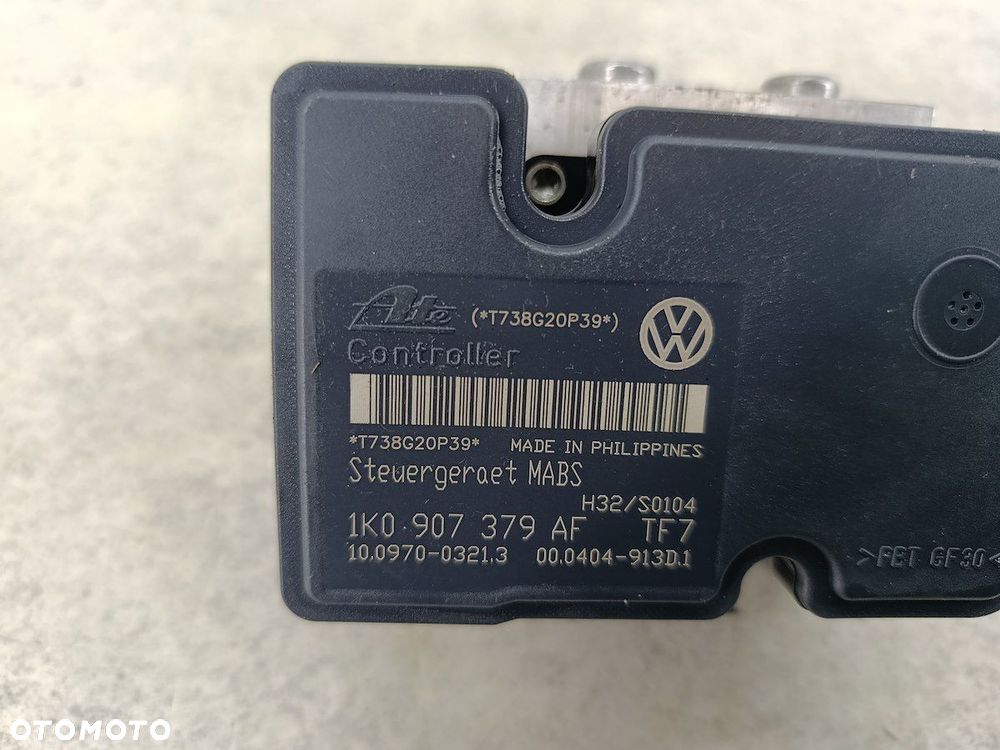 Ate (*T738G20P39*)
Controller
*T738G20P39* MADE IN PHILIPPINES
Steuergeraet MABS
H32/S0104
1K0 907 379 AF TF7
10.0970-0321.3 00.0404-913D.1
>PBT GF30<
OTOMOTO